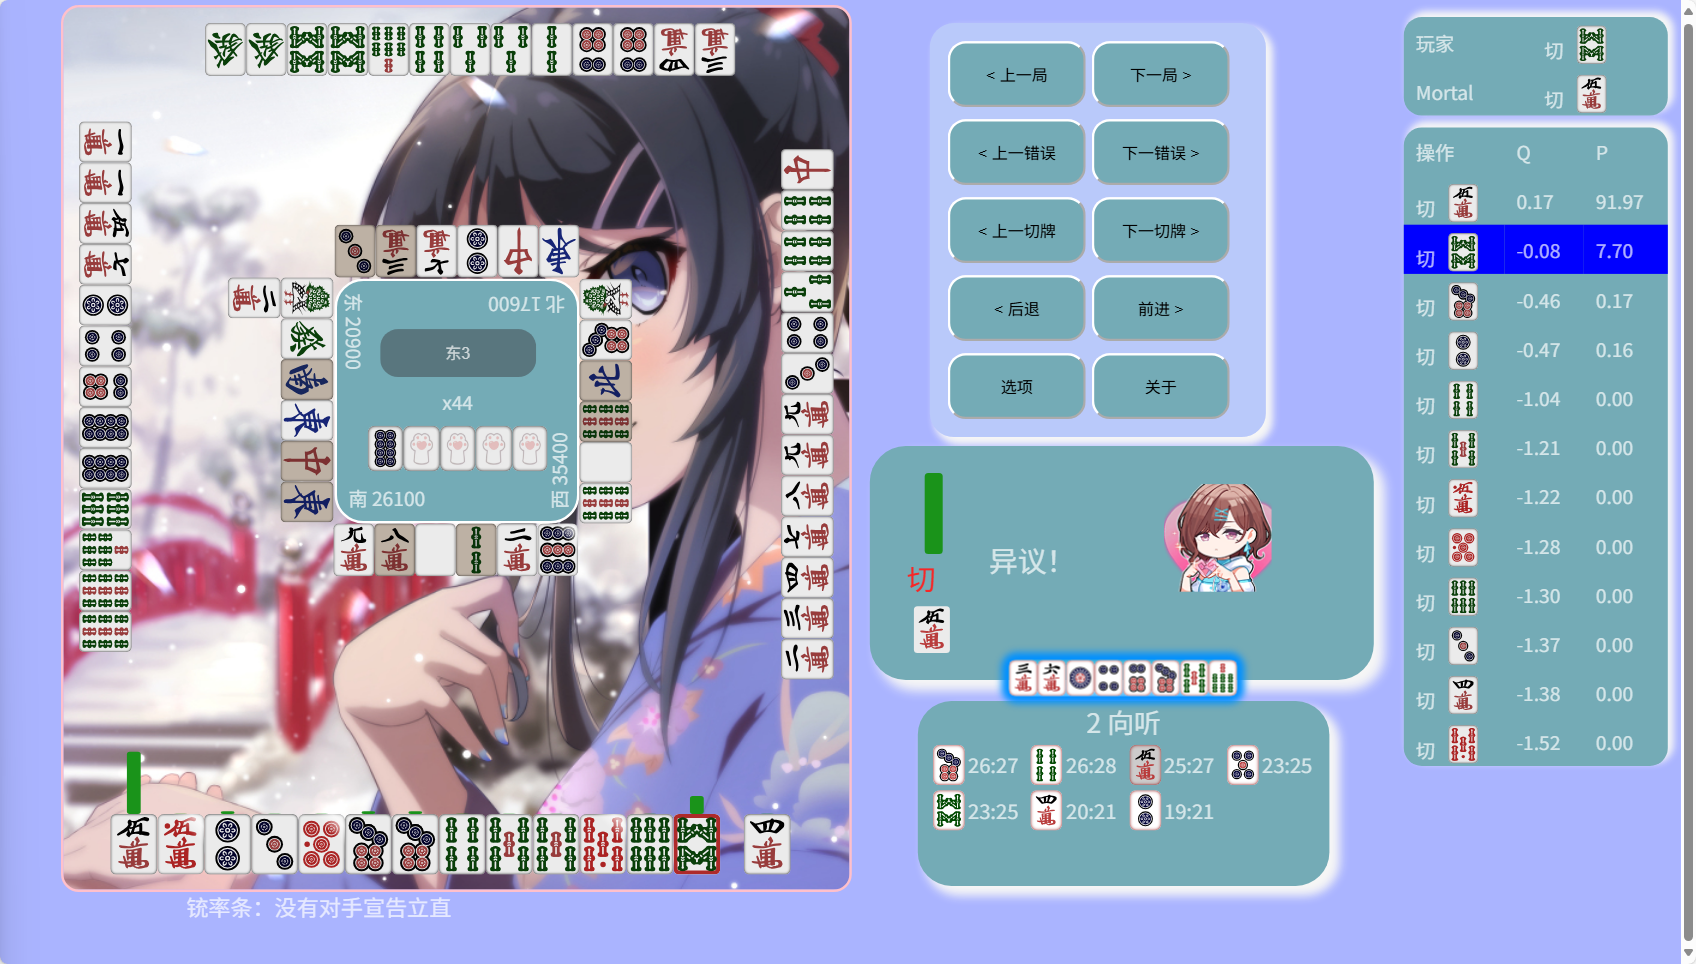 东 20900
北 17600
东3
x44
南 26100
西 35400
铳率条：没有对手宣告立直
< 上一局
下一局 >
< 上一错误
下一错误 >
< 上一切牌
下一切牌 >
< 后退
前进 >
选项
关于
切
异议！
2 向听
26:27
26:28
25:27
23:25
23:25
20:21
19:21
玩家 切
Mortal 切
操作 Q P
切 0.17 91.97
切 -0.08 7.70
切 -0.46 0.17
切 -0.47 0.16
切 -1.04 0.00
切 -1.21 0.00
切 -1.22 0.00
切 -1.28 0.00
切 -1.30 0.00
切 -1.37 0.00
切 -1.38 0.00
切 -1.52 0.00